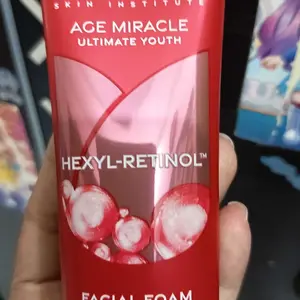 SKIN INSTITUTE
AGE MIRACLE
ULTIMATE YOUTH
HEXYL-RETINOL™
FACIAL FOAM